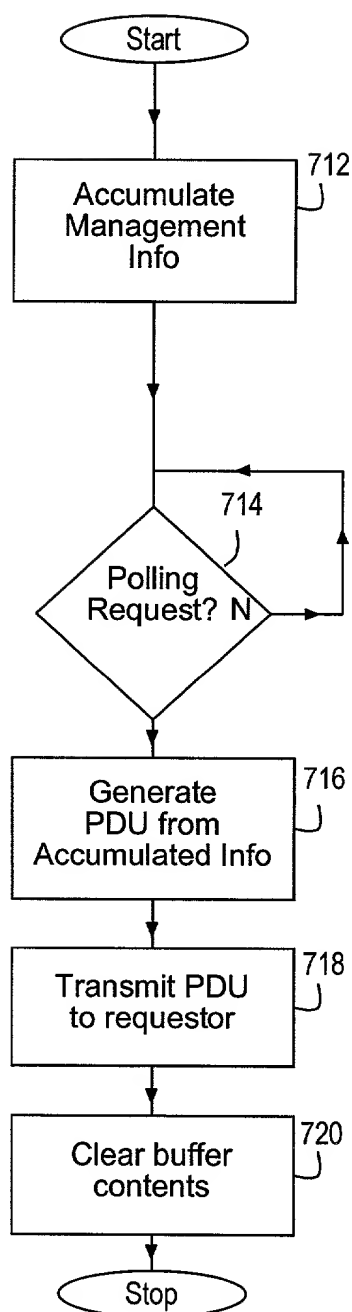 Start
712
Accumulate
Management
Info
714
Polling
Request? N
716
Generate
PDU from
Accumulated Info
718
Transmit PDU
to requestor
720
Clear buffer
contents
Stop